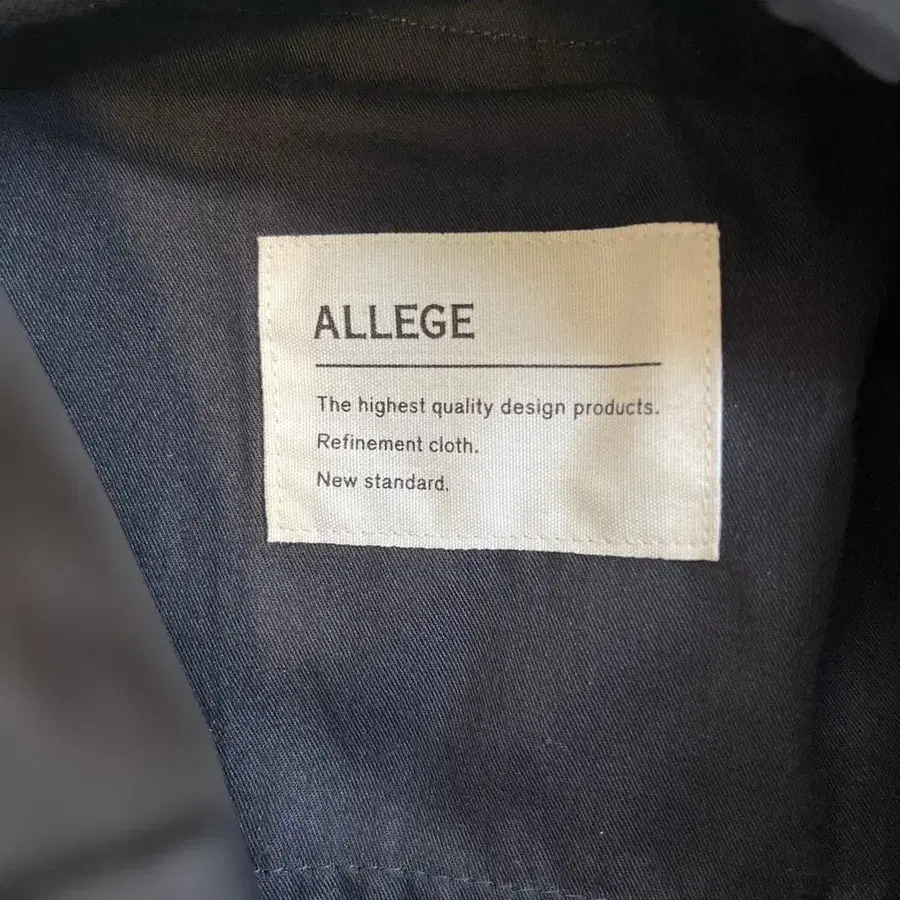 ALLEGE
The highest quality design products.
Refinement cloth.
New standard.